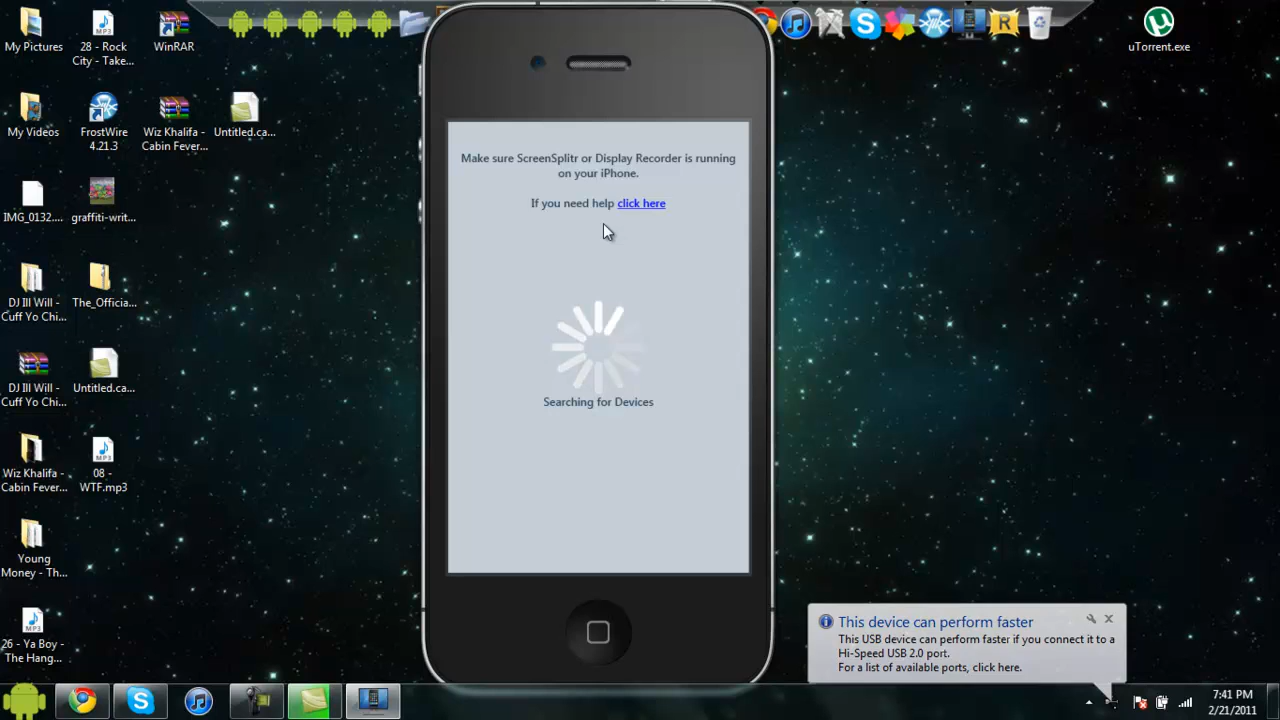 My Pictures
28 - Rock
City - Take...
WinRAR
uTorrent.exe
My Videos
FrostWire
4.21.3
Wiz Khalifa -
Cabin Fever...
Untitled.ca...
IMG_0132....
graffiti-writ...
DJ Ill Will -
Cuff Yo Chi...
The_Officia...
DJ Ill Will -
Cuff Yo Chi...
Untitled.ca...
Wiz Khalifa -
Cabin Fever...
08 -
WTF.mp3
Young
Money - Th...
26 - Ya Boy -
The Hang...
Make sure ScreenSplitr or Display Recorder is running
on your iPhone.
If you need help click here
Searching for Devices
This device can perform faster
This USB device can perform faster if you connect it to a
Hi-Speed USB 2.0 port.
For a list of available ports, click here.
7:41 PM
2/21/2011